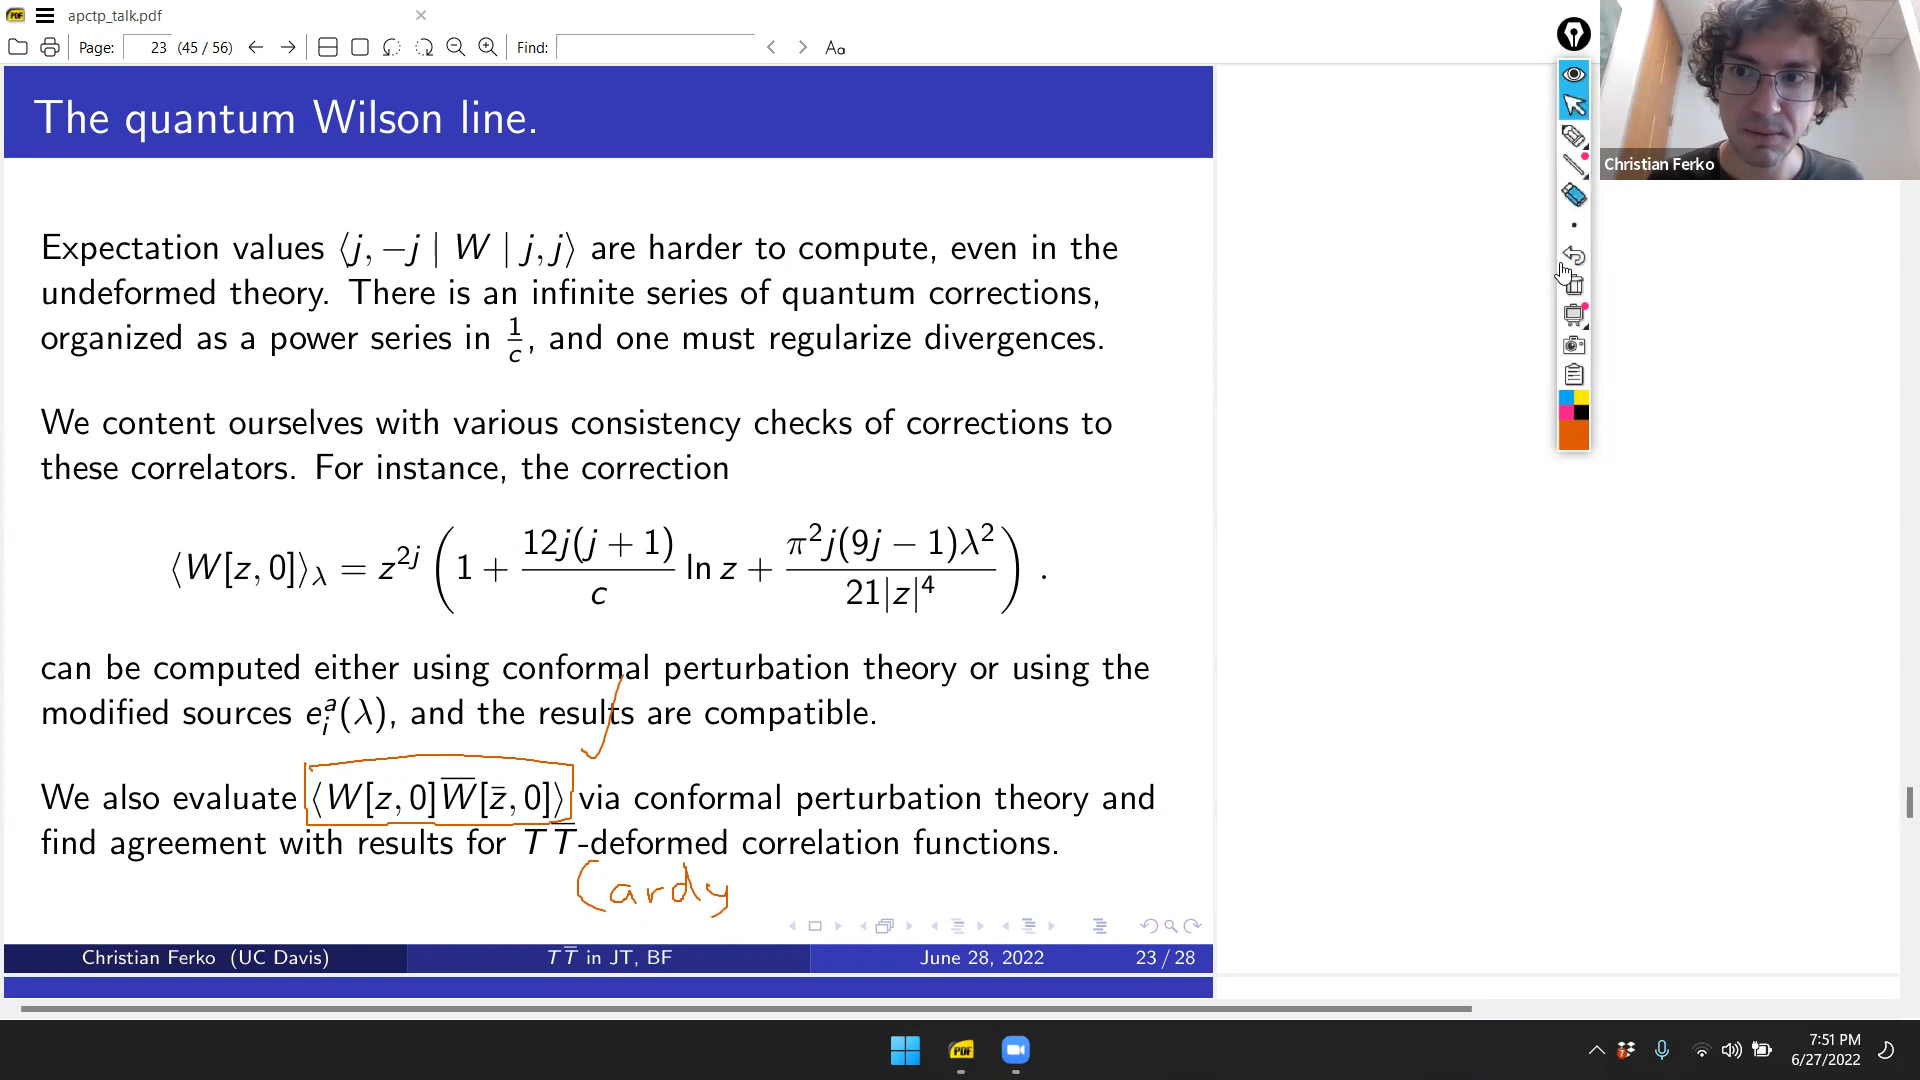 apctp_talk.pdf
Page: 23 (45 / 56) Find: Aa
The quantum Wilson line.
Christian Ferko
Expectation values ⟨j, −j | W | j, j⟩ are harder to compute, even in the
undeformed theory. There is an infinite series of quantum corrections,
organized as a power series in 1/c, and one must regularize divergences.
We content ourselves with various consistency checks of corrections to
these correlators. For instance, the correction
⟨W[z, 0]⟩_λ = z^{2j} (1 + \frac{12j(j + 1)}{c} ln z + \frac{π²j(9j − 1)λ²}{21|z|⁴}) .
can be computed either using conformal perturbation theory or using the
modified sources e_i^a(λ), and the results are compatible.
We also evaluate ⟨W[z, 0]W̅[z̄, 0]⟩ via conformal perturbation theory and
find agreement with results for TT̅-deformed correlation functions.
Cardy
Christian Ferko (UC Davis) TT̅ in JT, BF June 28, 2022 23 / 28
PDF
7:51 PM
6/27/2022